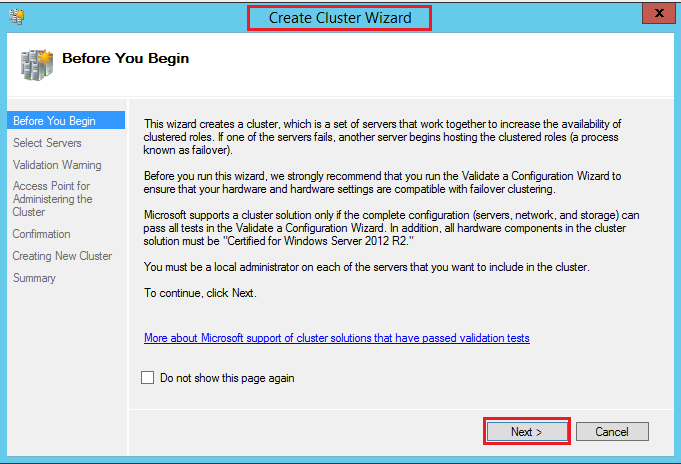 Create Cluster Wizard
X
Before You Begin
Before You Begin
Select Servers
Validation Warning
Access Point for
Administering the
Cluster
Confirmation
Creating New Cluster
Summary
This wizard creates a cluster, which is a set of servers that work together to increase the availability of
clustered roles. If one of the servers fails, another server begins hosting the clustered roles (a process
known as failover).
Before you run this wizard, we strongly recommend that you run the Validate a Configuration Wizard to
ensure that your hardware and hardware settings are compatible with failover clustering.
Microsoft supports a cluster solution only if the complete configuration (servers, network, and storage) can
pass all tests in the Validate a Configuration Wizard. In addition, all hardware components in the cluster
solution must be "Certified for Windows Server 2012 R2."
You must be a local administrator on each of the servers that you want to include in the cluster.
To continue, click Next.
More about Microsoft support of cluster solutions that have passed validation tests
Do not show this page again
Next >
Cancel